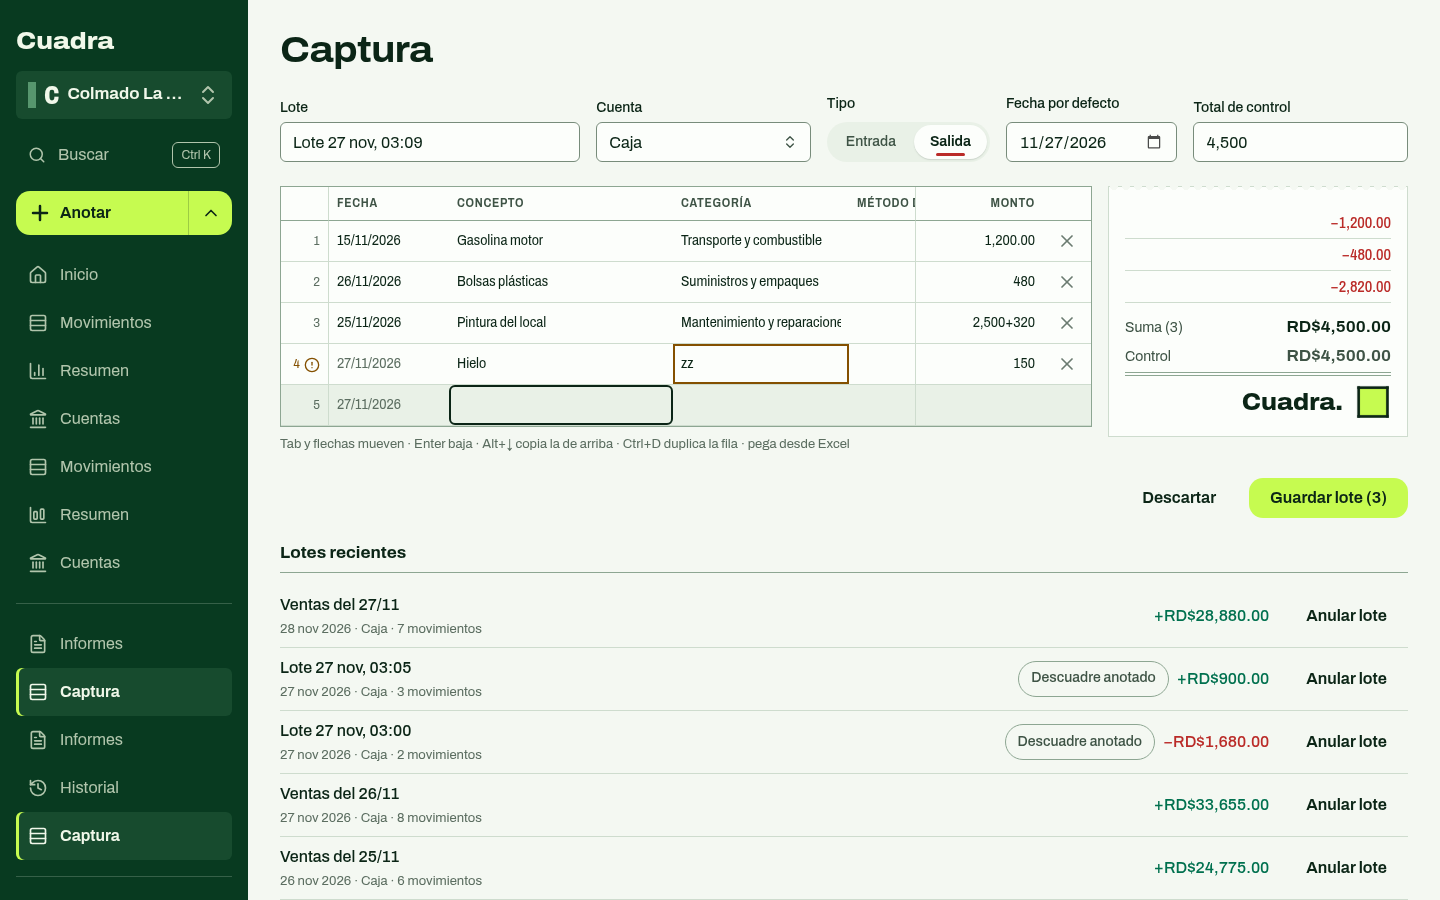 Cuadra
C Colmado La ...
Buscar Ctrl K
Anotar
Inicio
Movimientos
Resumen
Cuentas
Movimientos
Resumen
Cuentas
Informes
Captura
Informes
Historial
Captura
Captura
Lote Cuenta Tipo Fecha por defecto Total de control
Lote 27 nov, 03:09 Caja Entrada Salida 11/27/2026 4,500
FECHA CONCEPTO CATEGORÍA MÉTODO MONTO
1 15/11/2026 Gasolina motor Transporte y combustible 1,200.00
2 26/11/2026 Bolsas plásticas Suministros y empaques 480
3 25/11/2026 Pintura del local Mantenimiento y reparacione 2,500+320
4 27/11/2026 Hielo zz 150
5 27/11/2026
Tab y flechas mueven · Enter baja · Alt+↓ copia la de arriba · Ctrl+D duplica la fila · pega desde Excel
−1,200.00
−480.00
−2,820.00
Suma (3) RD$4,500.00
Control RD$4,500.00
Cuadra.
Descartar Guardar lote (3)
Lotes recientes
Ventas del 27/11
28 nov 2026 · Caja · 7 movimientos
+RD$28,880.00 Anular lote
Lote 27 nov, 03:05
27 nov 2026 · Caja · 3 movimientos
Descuadre anotado +RD$900.00 Anular lote
Lote 27 nov, 03:00
27 nov 2026 · Caja · 2 movimientos
Descuadre anotado −RD$1,680.00 Anular lote
Ventas del 26/11
27 nov 2026 · Caja · 8 movimientos
+RD$33,655.00 Anular lote
Ventas del 25/11
26 nov 2026 · Caja · 6 movimientos
+RD$24,775.00 Anular lote